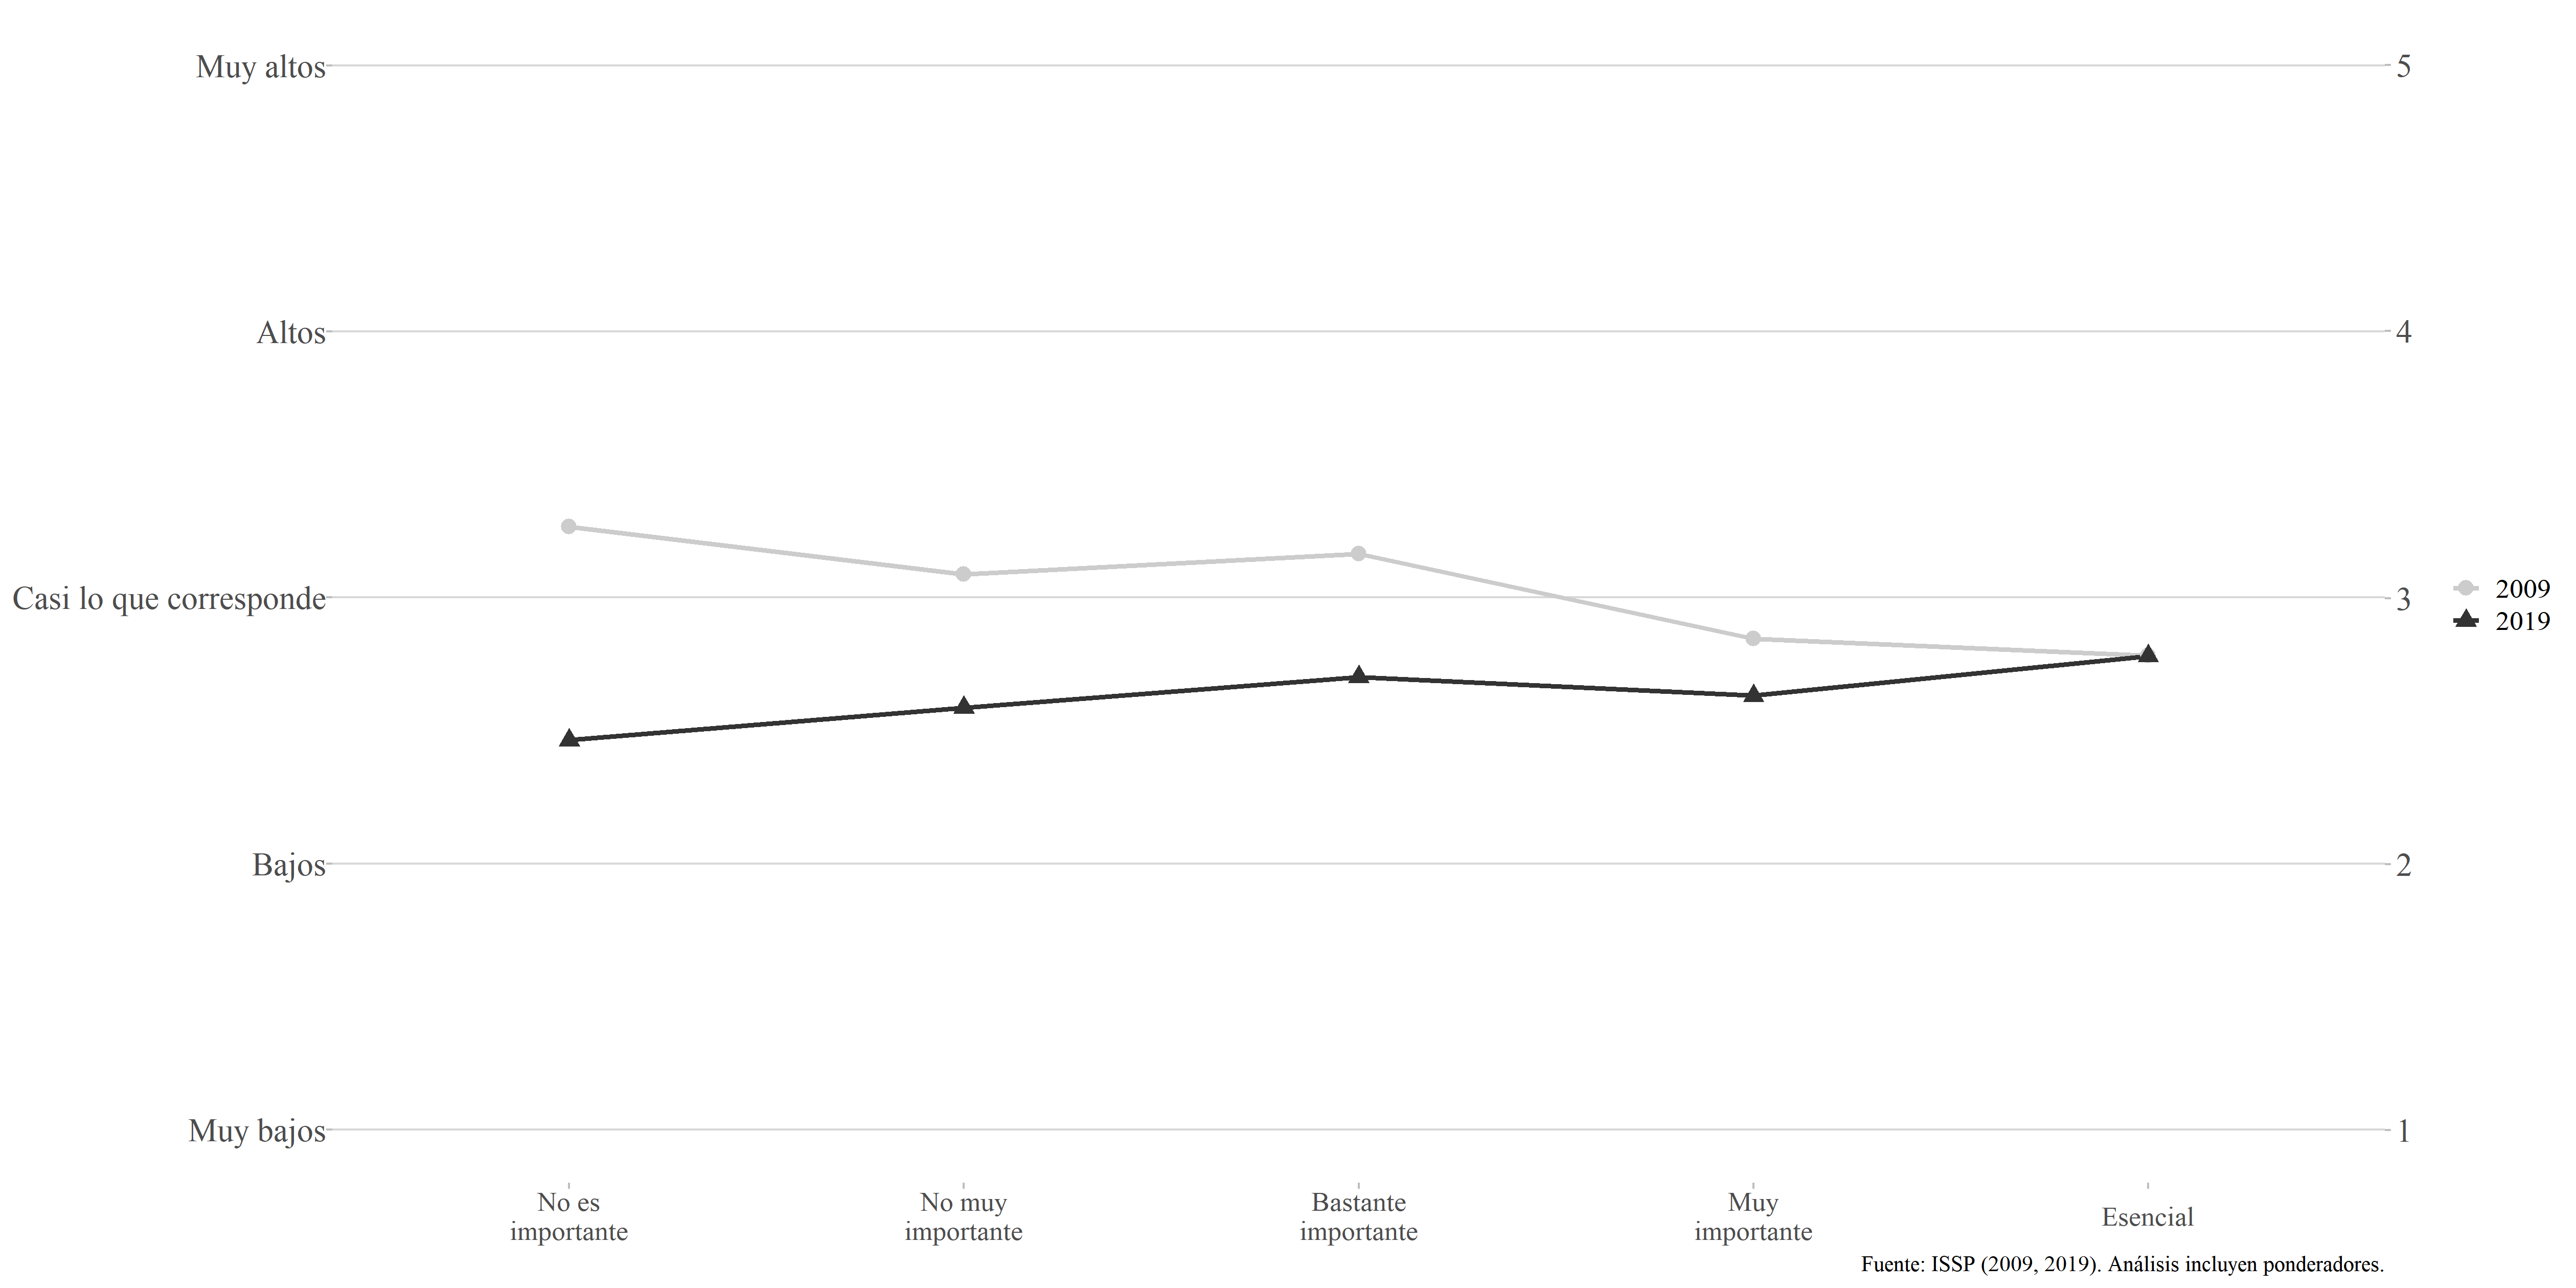 Muy altos
5
Altos
4
Casi lo que corresponde
3
2009
2019
Bajos
2
Muy bajos
1
No es
importante
No muy
importante
Bastante
importante
Muy
importante
Esencial
Fuente: ISSP (2009, 2019). Análisis incluyen ponderadores.